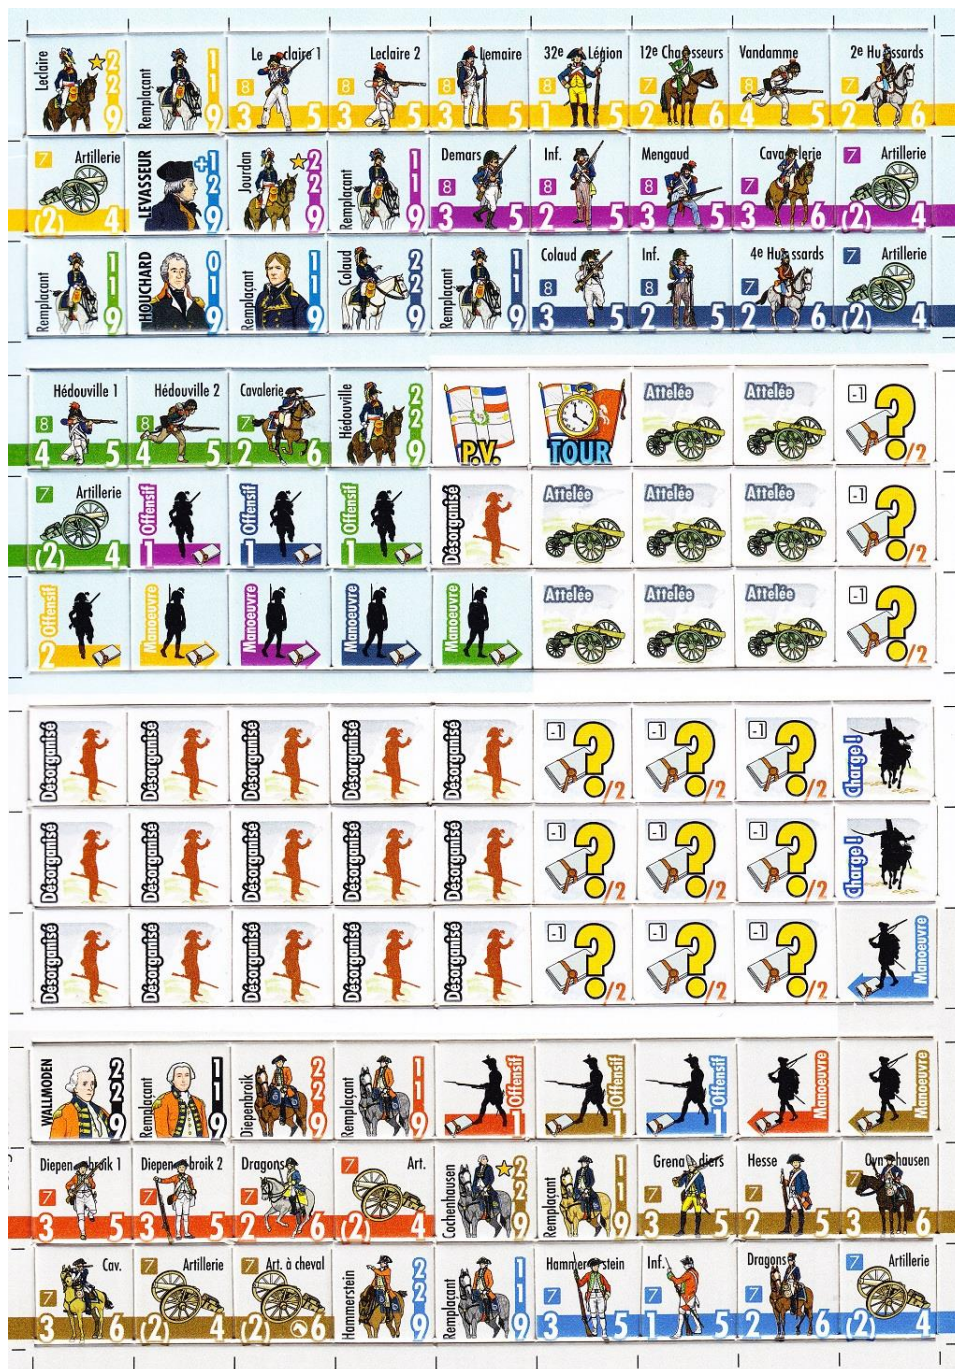 Leclaire ★ 2 2 9
Remplaçant 1 1 9
Le Leclaire 1 8 3 5
Leclaire 2 8 3 5
Lemaire 8 3 5
32e Légion 8 1 5
12e Chasseurs 7 2 6
Vandamme 8 4 5
2e Hussards 7 2 6
7 Artillerie (2) 4
LEVASSEUR +1 2 9
Jourdan ★ 2 2 9
Remplaçant 1 1 9
Demars 8 3 5
Inf. 8 2 5
Mengaud 8 3 5
Cavalerie 7 3 6
7 Artillerie (2) 4
Remplaçant 1 1 9
HOUCHARD 0 1 9
Remplaçant 1 1 9
Colaud 2 2 9
Remplaçant 1 1 9
Colaud 8 3 5
Inf. 8 2 5
4e Hussards 7 2 6
7 Artillerie (2) 4
Hédouville 1 8 4 5
Hédouville 2 8 4 5
Cavalerie 7 2 6
Hédouville 2 2 9
P.V.
TOUR
Attelée
Attelée
-1 ? /2
7 Artillerie (2) 4
1 Offensif
1 Offensif
1 Offensif
Désorganisé
Attelée
Attelée
Attelée
-1 ? /2
2 Offensif
Manoeuvre
Manoeuvre
Manoeuvre
Manoeuvre
Attelée
Attelée
Attelée
-1 ? /2
Désorganisé
Désorganisé
Désorganisé
Désorganisé
Désorganisé
-1 ? /2
-1 ? /2
-1 ? /2
Charge !
Désorganisé
Désorganisé
Désorganisé
Désorganisé
Désorganisé
-1 ? /2
-1 ? /2
-1 ? /2
Charge !
Désorganisé
Désorganisé
Désorganisé
Désorganisé
Désorganisé
-1 ? /2
-1 ? /2
-1 ? /2
Manoeuvre
WALLMODEN 2 2 9
Remplaçant 1 1 9
Diepenbroik 2 2 9
Remplaçant 1 1 9
1 Offensif
1 Offensif
1 Offensif
Manoeuvre
Manoeuvre
Diepenbroik 1 7 3 5
Diepenbroik 2 7 3 5
Dragons 7 2 6
7 Art. (2) 4
Cochenhausen ★ 2 2 9
Remplaçant 1 1 9
Grenadiers 7 3 5
Hesse 7 2 5
Oynhausen 7 3 6
Cav. 7 3 6
7 Artillerie (2) 4
7 Art. à cheval (2) 6
Hammerstein 2 2 9
Remplaçant 1 1 9
Hammerstein 7 3 5
Inf. 7 1 5
Dragons 7 2 6
7 Artillerie (2) 4